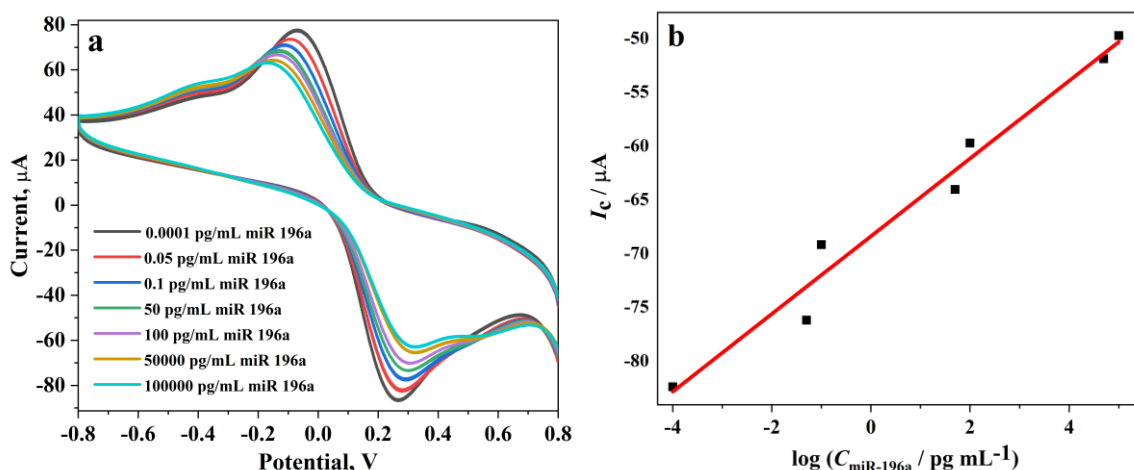 a
80
60
40
20
0
-20
-40
-60
-80
Current, μA
0.0001 pg/mL miR 196a
0.05 pg/mL miR 196a
0.1 pg/mL miR 196a
50 pg/mL miR 196a
100 pg/mL miR 196a
50000 pg/mL miR 196a
100000 pg/mL miR 196a
-0.8 -0.6 -0.4 -0.2 0.0 0.2 0.4 0.6 0.8
Potential, V
b
-50
-55
-60
-65
-70
-75
-80
Ic / μA
-4 -2 0 2 4
log (CmiR-196a / pg mL-1)